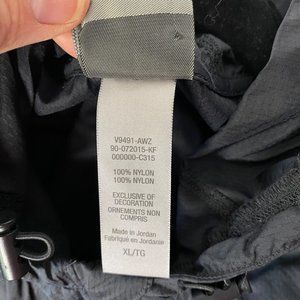 V9491-AWZ
90-072015-KF
000000-C315
100% NYLON
100% NYLON
EXCLUSIVE OF
DECORATION
ORNEMENTS NON
COMPRIS
Made in Jordan
Fabriqué en Jordanie
XL/TG